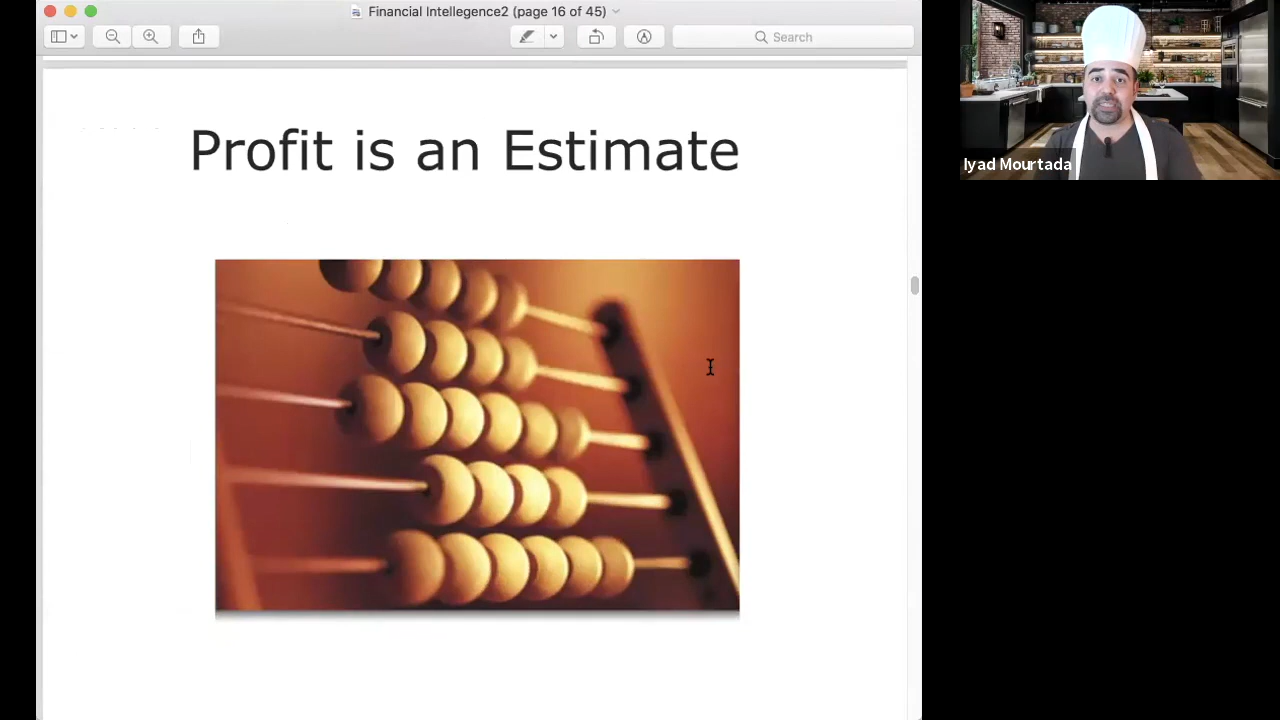 Financial Intellegence2 (page 16 of 45)
Search
Profit is an Estimate
Iyad Mourtada